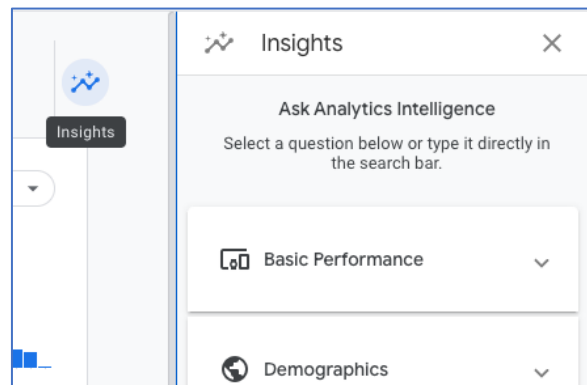 Insights
Insights
Ask Analytics Intelligence
Select a question below or type it directly in
the search bar.
Basic Performance
Demographics